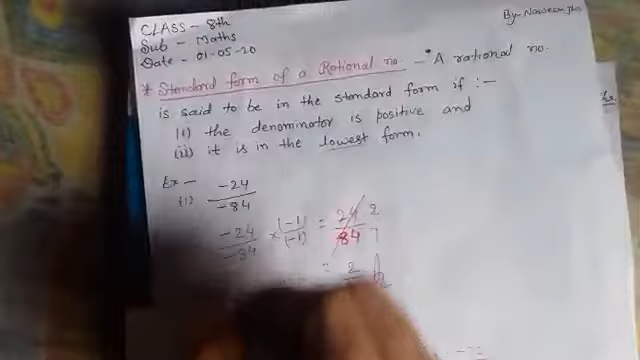 CLASS - 8th
By- Naween Jha
Sub - Maths
Date - 01-05-20
* Standard form of a Rational no. - A rational no.
is said to be in the standard form if :-
(i) the denominator is positive and
(ii) it is in the lowest form.
Ex -
(i) -24/-84
-24/-84 × (-1)/(-1) = 24/84 2/7
= 2